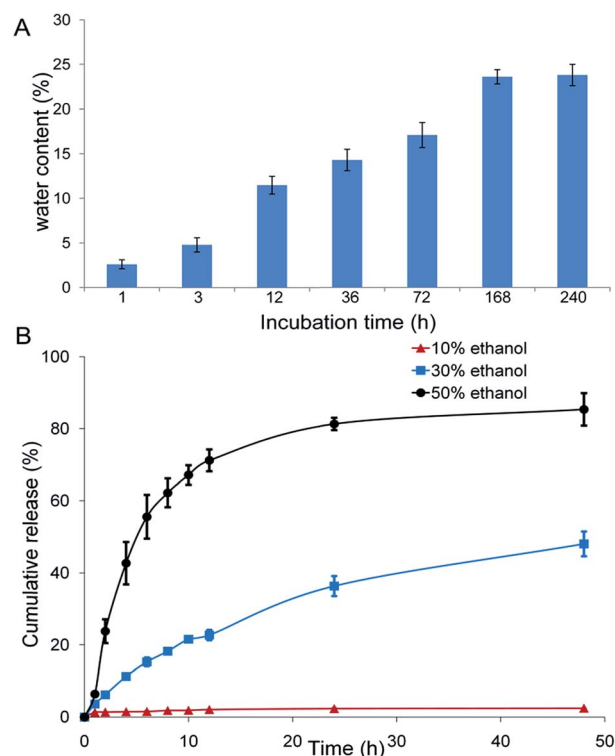 A
30
25
20
15
10
5
0
water content (%)
1 3 12 36 72 168 240
Incubation time (h)
B
10% ethanol
30% ethanol
50% ethanol
100
80
60
40
20
0
Cumulative release (%)
0 10 20 30 40 50
Time (h)